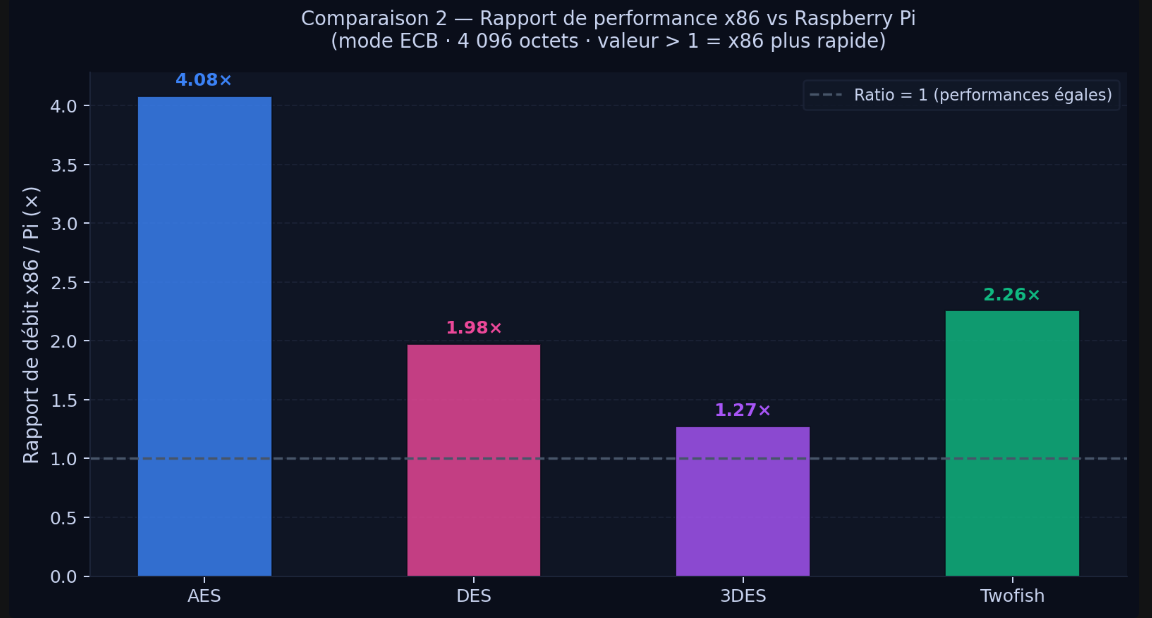 Comparaison 2 — Rapport de performance x86 vs Raspberry Pi
(mode ECB · 4 096 octets · valeur > 1 = x86 plus rapide)
Ratio = 1 (performances égales)
Rapport de débit x86 / Pi (×)
4.0
3.5
3.0
2.5
2.0
1.5
1.0
0.5
0.0
4.08×
1.98×
1.27×
2.26×
AES
DES
3DES
Twofish